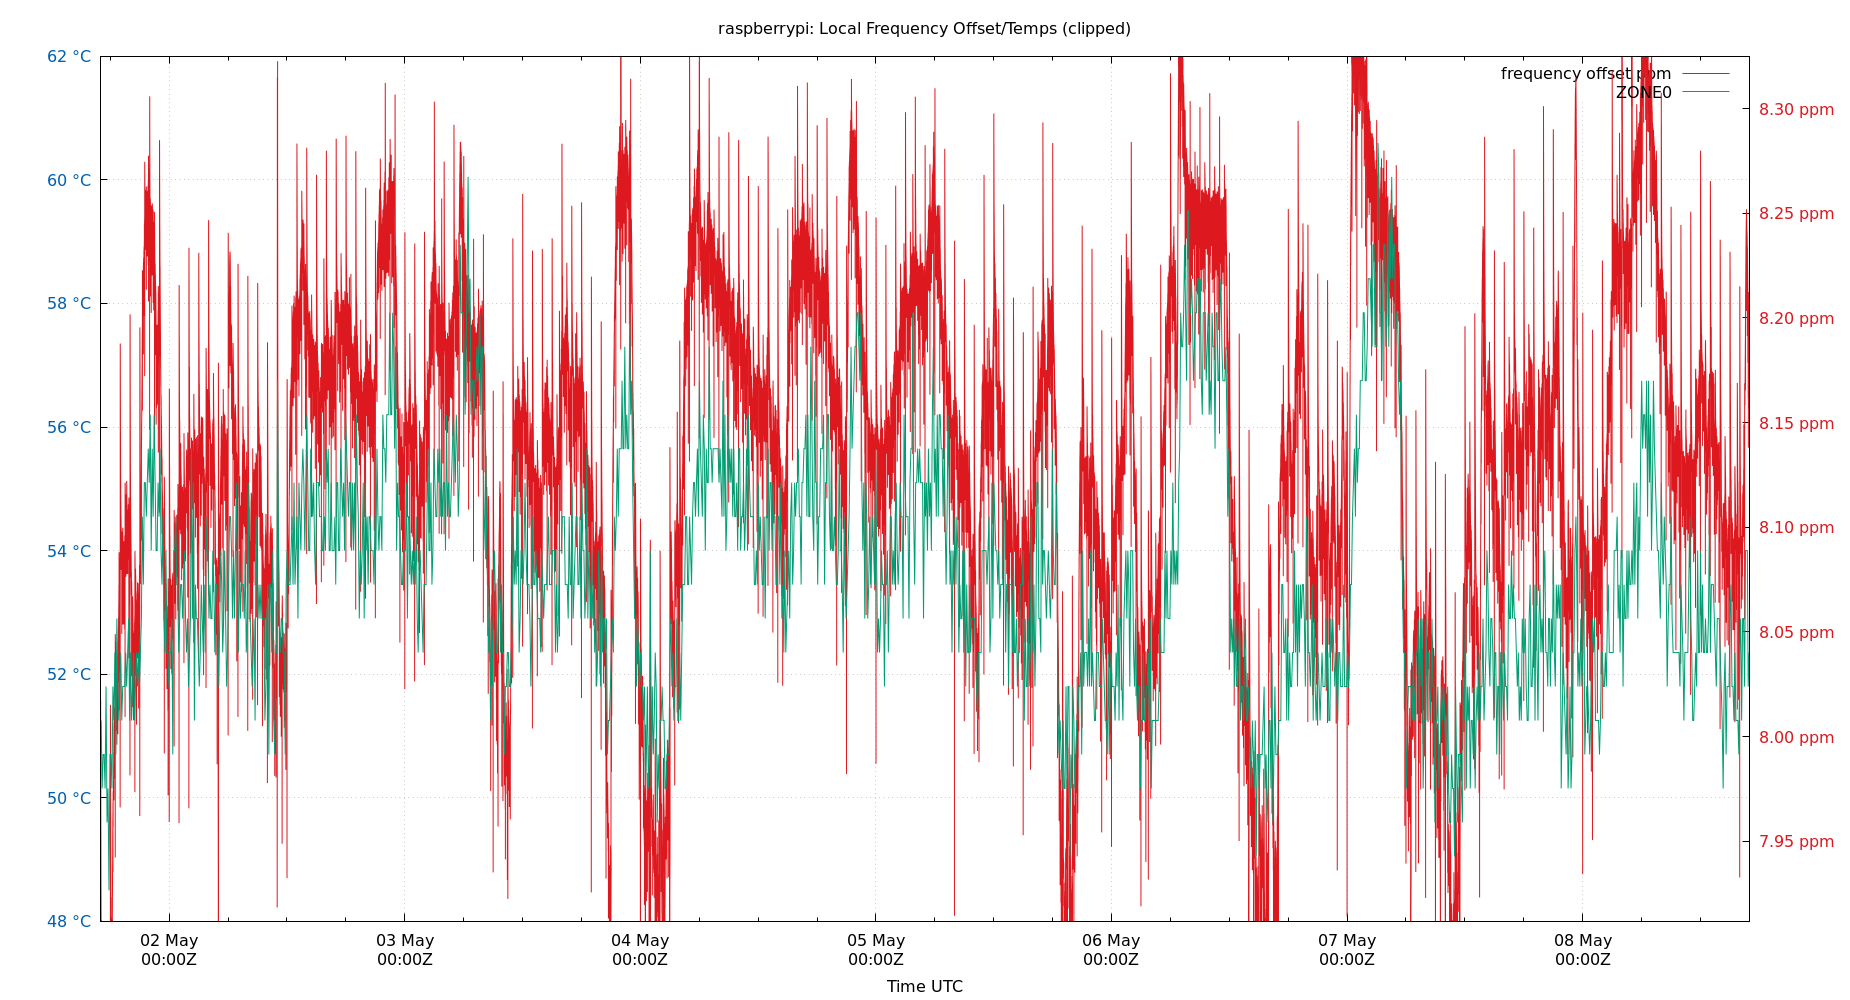 raspberrypi: Local Frequency Offset/Temps (clipped)
frequency offset ppm
ZONE0
62 °C
60 °C
58 °C
56 °C
54 °C
52 °C
50 °C
48 °C
8.30 ppm
8.25 ppm
8.20 ppm
8.15 ppm
8.10 ppm
8.05 ppm
8.00 ppm
7.95 ppm
02 May
00:00Z
03 May
00:00Z
04 May
00:00Z
05 May
00:00Z
06 May
00:00Z
07 May
00:00Z
08 May
00:00Z
Time UTC